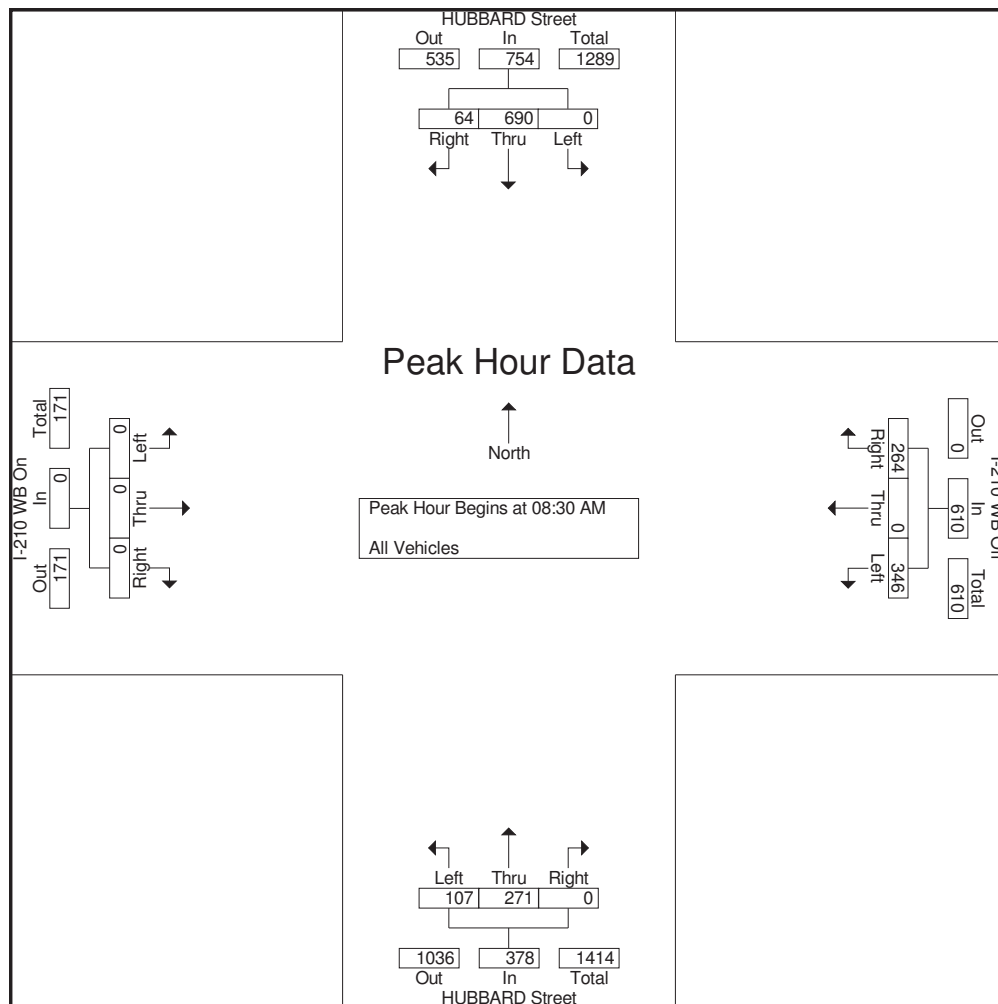 HUBBARD Street
Out In Total
535 754 1289
64 690 0
Right Thru Left
Peak Hour Data
North
Peak Hour Begins at 08:30 AM
All Vehicles
I-210 WB On
Total In Out
171 0 171
0 0 0
Left Thru Right
Right Thru Left
264 0 346
0 610 610
Out In Total
Left Thru Right
107 271 0
1036 378 1414
Out In Total
HUBBARD Street